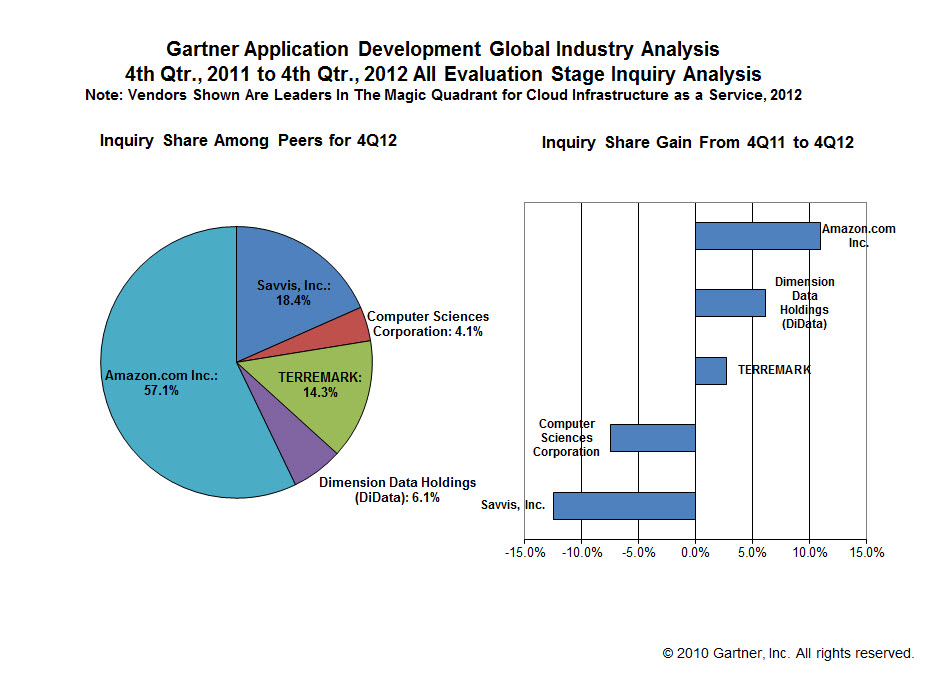 Gartner Application Development Global Industry Analysis
4th Qtr., 2011 to 4th Qtr., 2012 All Evaluation Stage Inquiry Analysis
Note: Vendors Shown Are Leaders In The Magic Quadrant for Cloud Infrastructure as a Service, 2012
Inquiry Share Among Peers for 4Q12
Savvis, Inc.:
18.4%
Computer Sciences
Corporation: 4.1%
Amazon.com Inc.:
57.1%
TERREMARK:
14.3%
Dimension Data Holdings
(DiData): 6.1%
Inquiry Share Gain From 4Q11 to 4Q12
Amazon.com
Inc.
Dimension
Data
Holdings
(DiData)
TERREMARK
Computer
Sciences
Corporation
Savvis, Inc.
-15.0% -10.0% -5.0% 0.0% 5.0% 10.0% 15.0%
© 2010 Gartner, Inc. All rights reserved.